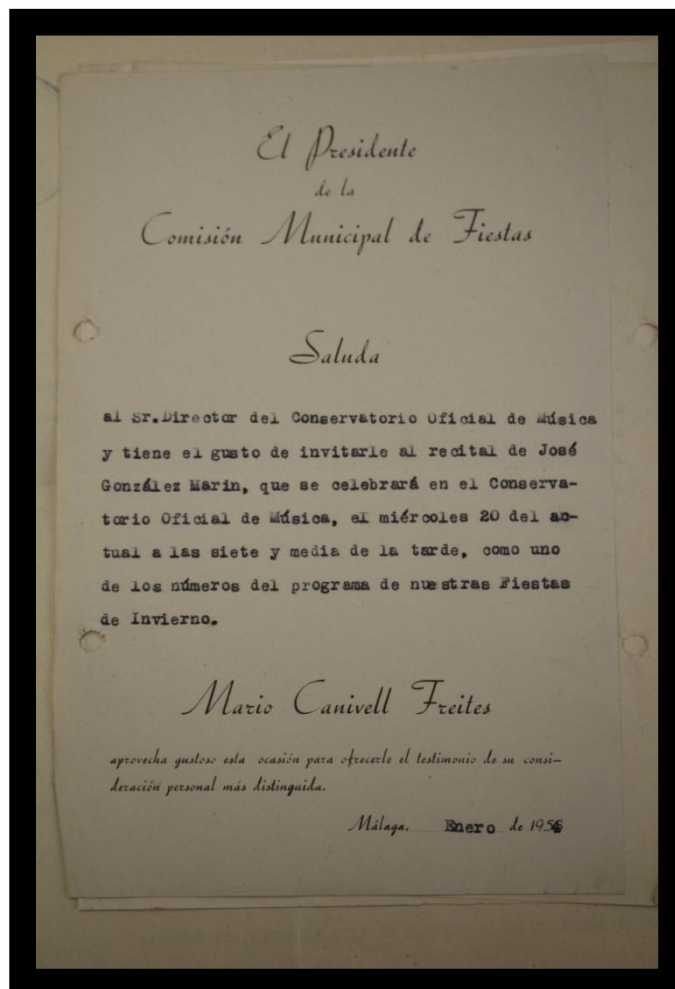 El Presidente
de la
Comisión Municipal de Fiestas
Saluda
al Sr.Director del Conservatorio Oficial de Música
y tiene el gusto de invitarle al recital de José
González Marin, que se celebrará en el Conserva-
torio Oficial de Música, el miércoles 20 del ac-
tual a las siete y media de la tarde, como uno
de los números del programa de nuestras Fiestas
de Invierno.
Mario Canivell Freites
aprovecha gustoso esta ocasión para ofrecerle el testimonio de su consi-
deración personal más distinguida.
Málaga, Enero de 1954